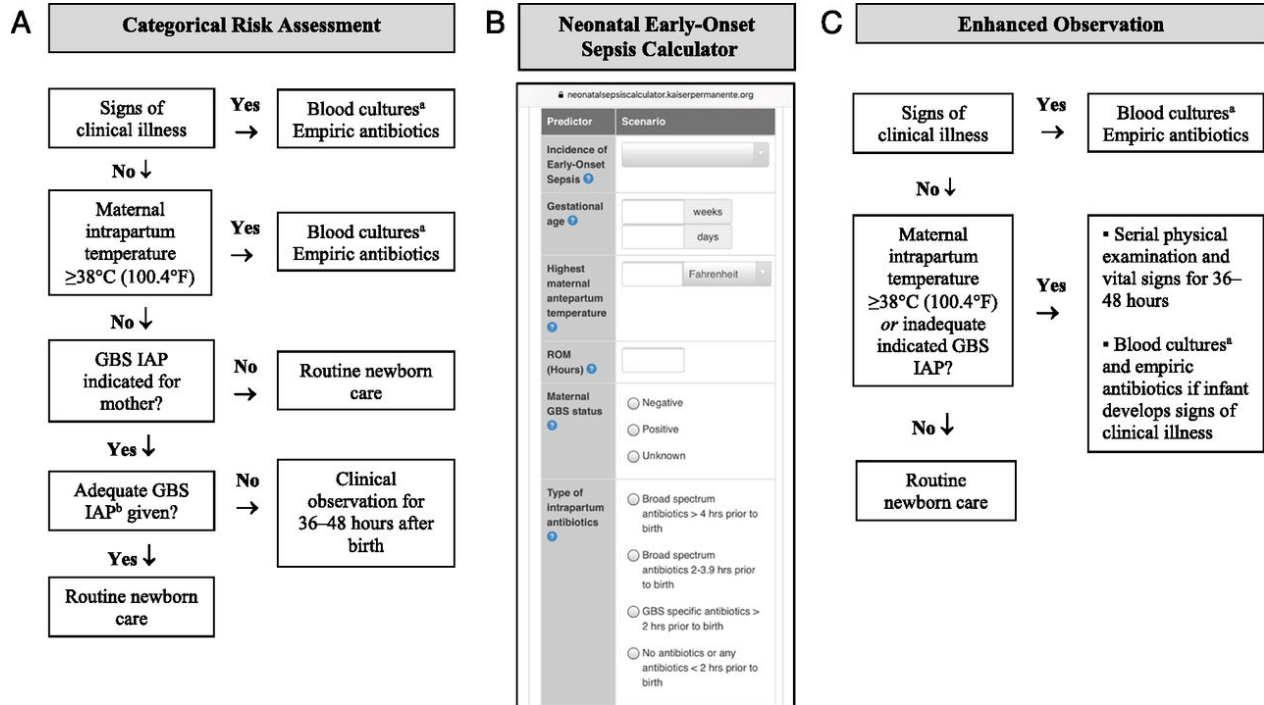 A
Categorical Risk Assessment
Signs of
clinical illness
Yes
→
Blood culturesᵃ
Empiric antibiotics
No ↓
Maternal
intrapartum
temperature
≥38°C (100.4°F)
Yes
→
Blood culturesᵃ
Empiric antibiotics
No ↓
GBS IAP
indicated for
mother?
No
→
Routine newborn
care
Yes ↓
Adequate GBS
IAPᵇ given?
No
→
Clinical
observation for
36–48 hours after
birth
Yes ↓
Routine newborn
care
B
Neonatal Early-Onset
Sepsis Calculator
neonatalsepsiscalculator.kaiserpermanente.org
Predictor
Scenario
Incidence of
Early-Onset
Sepsis ?
Gestational
age ?
weeks
days
Highest
maternal
antepartum
temperature
?
Fahrenheit
ROM
(Hours) ?
Maternal
GBS status
?
Negative
Positive
Unknown
Type of
intrapartum
antibiotics
?
Broad spectrum
antibiotics > 4 hrs prior to
birth
Broad spectrum
antibiotics 2-3.9 hrs prior
to birth
GBS specific antibiotics >
2 hrs prior to birth
No antibiotics or any
antibiotics < 2 hrs prior to
birth
C
Enhanced Observation
Signs of
clinical illness
Yes
→
Blood culturesᵃ
Empiric antibiotics
No ↓
Maternal
intrapartum
temperature
≥38°C (100.4°F)
or inadequate
indicated GBS
IAP?
Yes
→
▪ Serial physical
examination and
vital signs for 36–
48 hours
▪ Blood culturesᵃ
and empiric
antibiotics if infant
develops signs of
clinical illness
No ↓
Routine
newborn care